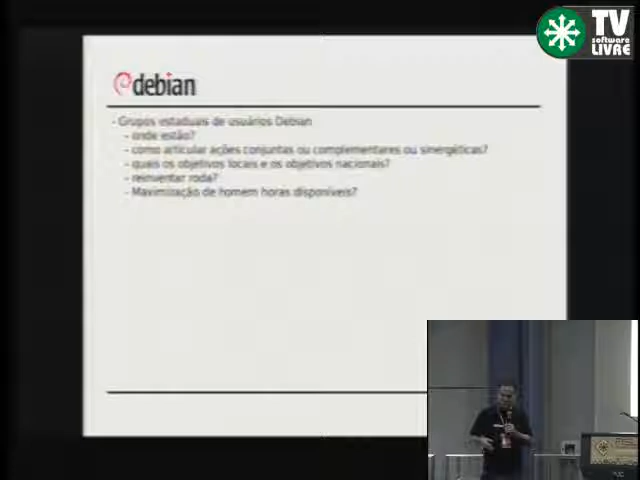 TV
software
LIVRE
debian
- Grupos estaduais de usuários Debian
- onde estão?
- como articular ações conjuntas ou complementares ou sinergéticas?
- quais os objetivos locais e os objetivos nacionais?
- reinventar roda?
- Maximização de homem horas disponíveis?